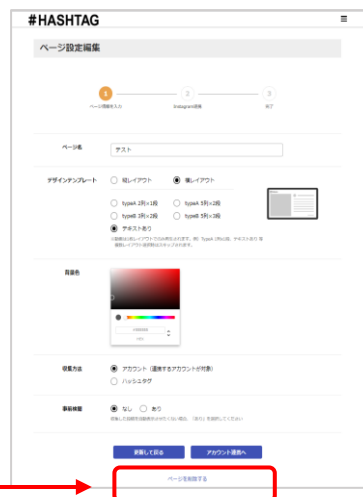 #HASHTAG
ページ設定編集
1 2 3
ページ情報を入力 Instagram連携 完了
ページ名 テスト
デザインテンプレート 縦レイアウト 横レイアウト
typeA 2列×1段 typeA 5列×2段
typeB 2列×2段 typeB 5列×2段
テキストあり
背景色
#000000
HEX
収集方法 アカウント（連携するアカウントが対象）
ハッシュタグ
事前検閲 なし あり
更新して戻る アカウント連携へ
ページを削除する